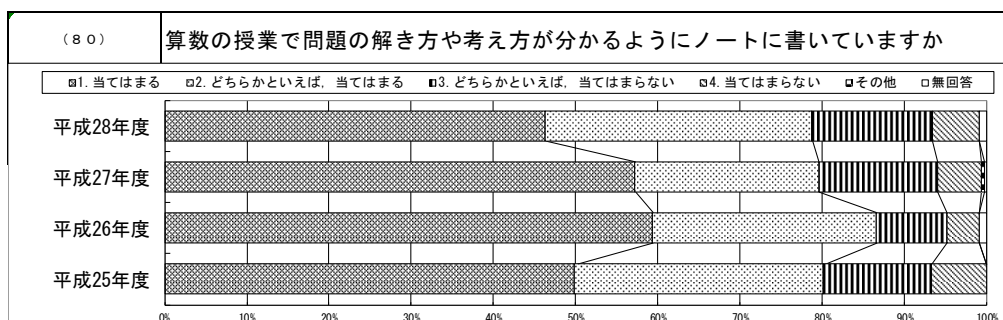 （８０）
算数の授業で問題の解き方や考え方が分かるようにノートに書いていますか
1. 当てはまる 2. どちらかといえば，当てはまる 3. どちらかといえば，当てはまらない 4. 当てはまらない その他 無回答
平成28年度
平成27年度
平成26年度
平成25年度
0% 10% 20% 30% 40% 50% 60% 70% 80% 90% 100%